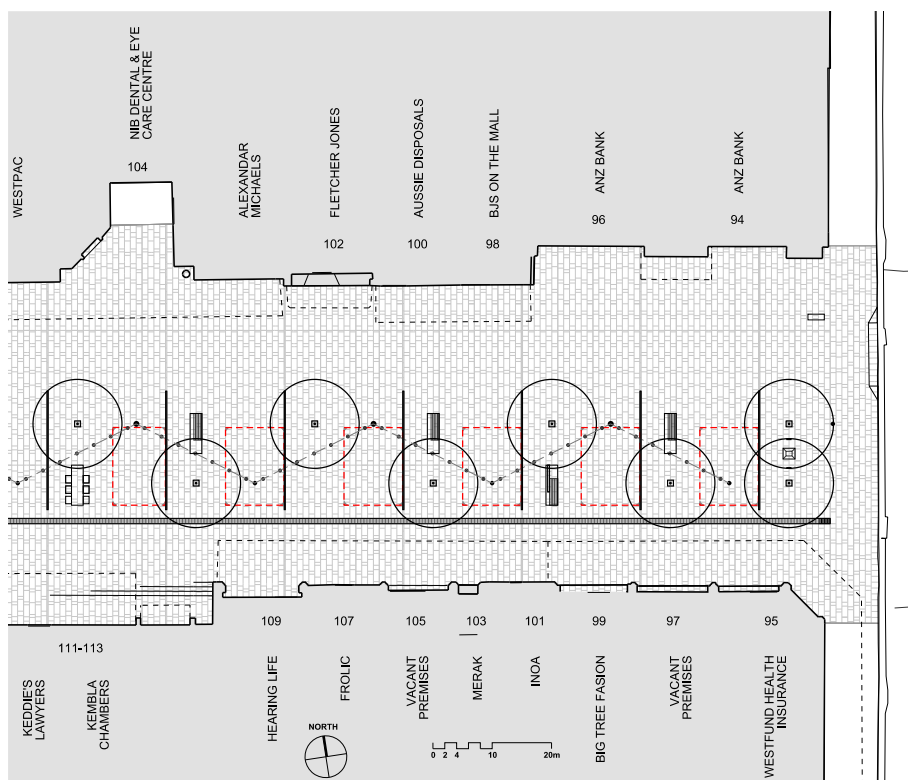 WESTPAC
NIB DENTAL & EYE
CARE CENTRE
104
ALEXANDAR
MICHAELS
FLETCHER JONES
102
AUSSIE DISPOSALS
100
BJS ON THE MALL
98
ANZ BANK
96
ANZ BANK
94
111-113
KEDDIE'S
LAWYERS
KEMBLA
CHAMBERS
109
HEARING LIFE
107
FROLIC
105
VACANT
PREMISES
103
MERAK
101
INOA
99
BIG TREE FASION
97
VACANT
PREMISES
95
WESTFUND HEALTH
INSURANCE
NORTH
0 2 4 10 20m